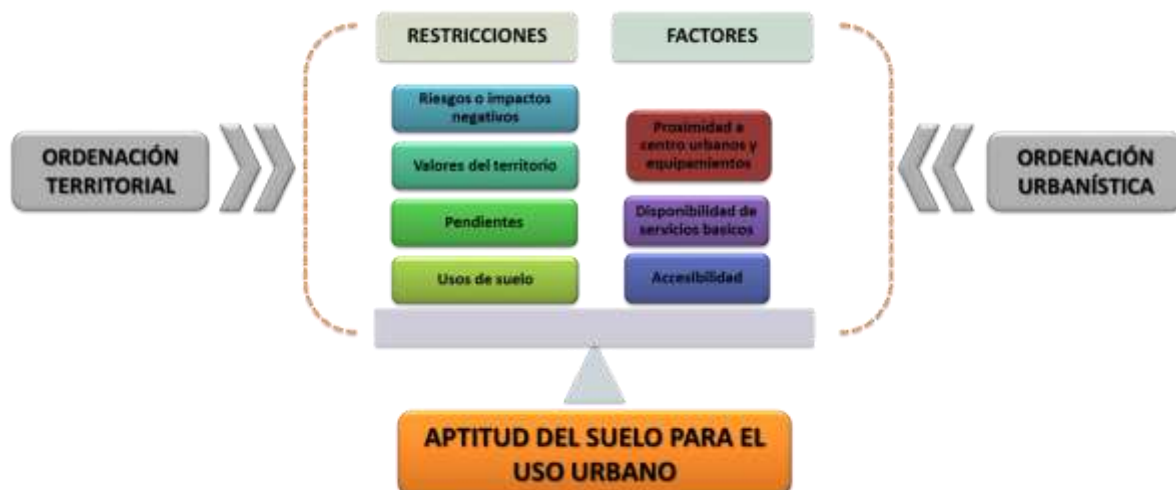 RESTRICCIONES
FACTORES
Riesgos o impactos
negativos
Valores del territorio
Pendientes
Usos de suelo
Proximidad a
centro urbanos y
equipamientos
Disponibilidad de
servicios basicos
Accesibilidad
ORDENACIÓN
TERRITORIAL
ORDENACIÓN
URBANÍSTICA
APTITUD DEL SUELO PARA EL
USO URBANO